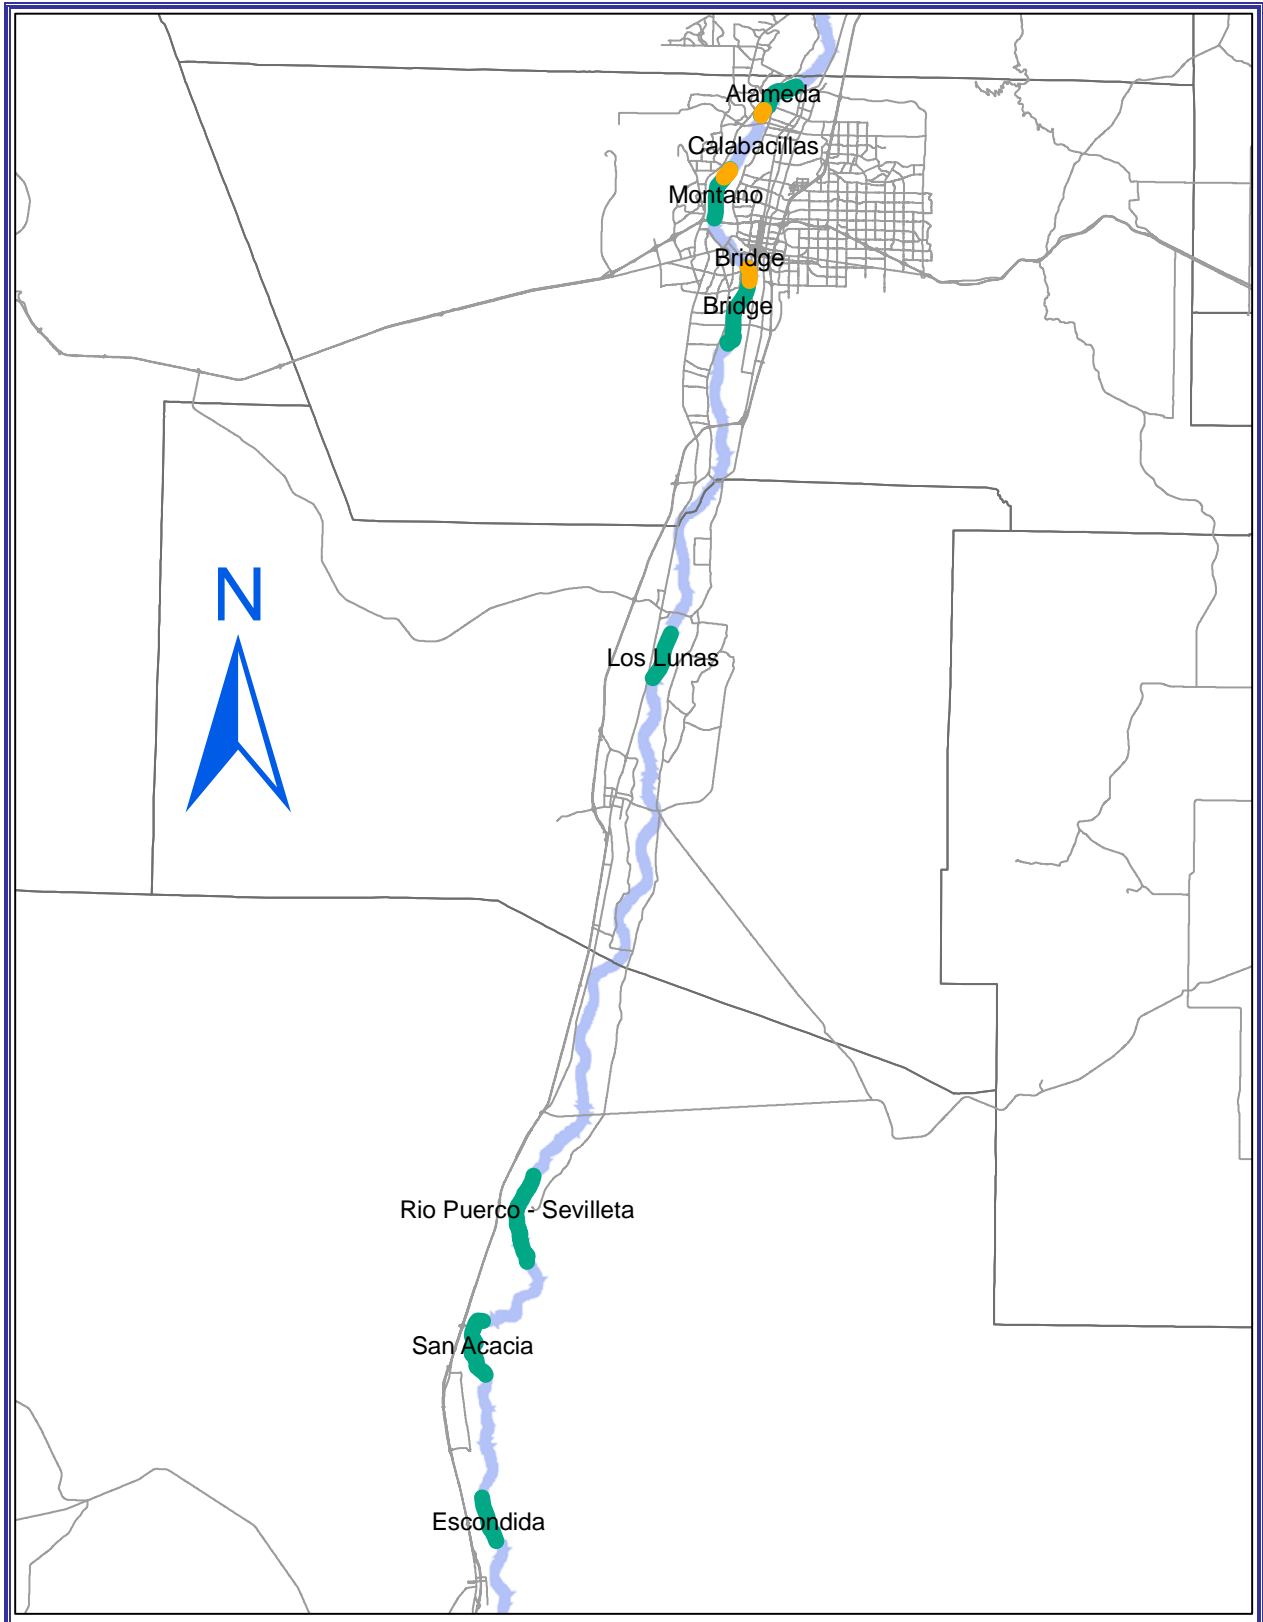 Alameda
Calabacillas
Montano
Bridge
Bridge
N
Los Lunas
Rio Puerco - Sevilleta
San Acacia
Escondida